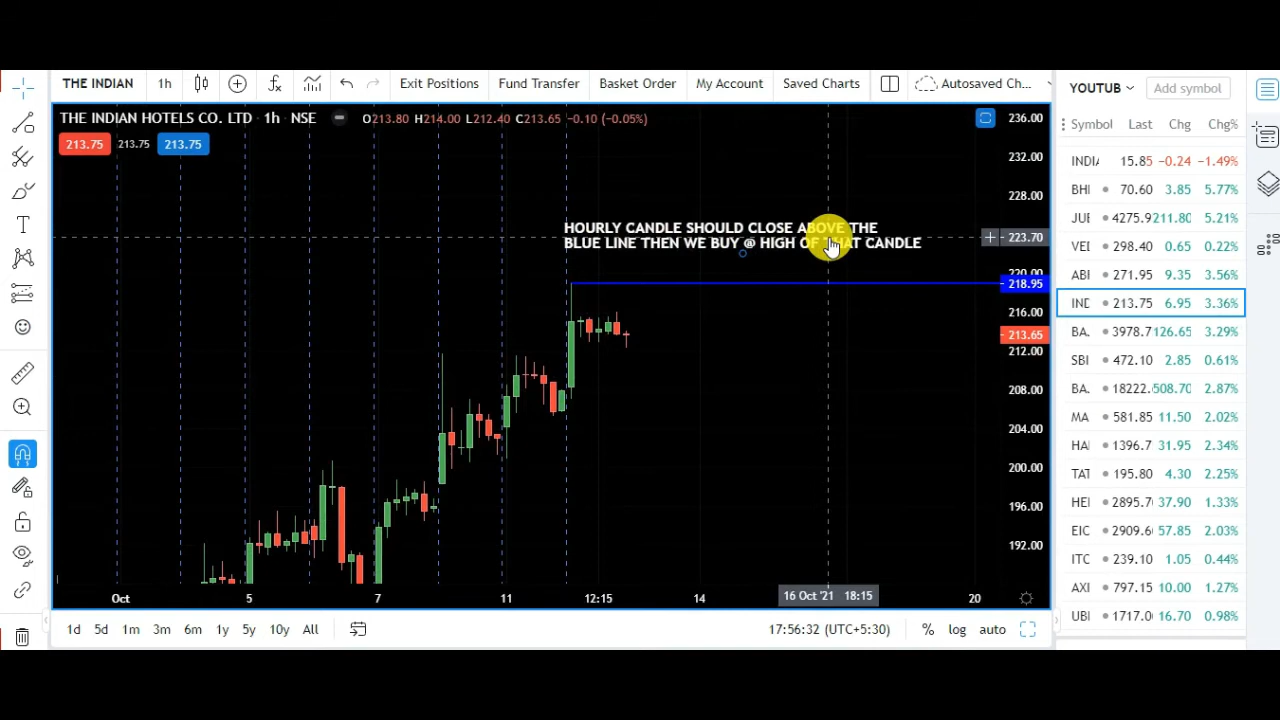 THE INDIAN 1h Exit Positions Fund Transfer Basket Order My Account Saved Charts Autosaved Ch...
YOUTUB Add symbol
THE INDIAN HOTELS CO. LTD 1h NSE O213.80 H214.00 L212.40 C213.65 −0.10 (−0.05%)
213.75 213.75 213.75
Symbol Last Chg Chg%
INDIA 15.85 −0.24 −1.49%
BHI 70.60 3.85 5.77%
JUE 4275.9 211.80 5.21%
VEI 298.40 0.65 0.22%
ABI 271.95 9.35 3.56%
IND 213.75 6.95 3.36%
BA. 3978.7 126.65 3.29%
SBI 472.10 2.85 0.61%
BA. 18222. 508.70 2.87%
MA 581.85 11.50 2.02%
HAI 1396.7 31.95 2.34%
TAT 195.80 4.30 2.25%
HEI 2895.7 37.90 1.33%
EIC 2909.6 57.85 2.03%
ITC 239.10 1.05 0.44%
AXI 797.15 10.00 1.27%
UBI 1717.0 16.70 0.98%
HOURLY CANDLE SHOULD CLOSE ABOVE THE
BLUE LINE THEN WE BUY @ HIGH OF THAT CANDLE
236.00
232.00
228.00
223.70
220.00
218.95
216.00
213.65
212.00
208.00
204.00
200.00
196.00
192.00
Oct 5 7 11 12:15 14 16 Oct '21 18:15 20
1d 5d 1m 3m 6m 1y 5y 10y All 17:56:32 (UTC+5:30) % log auto